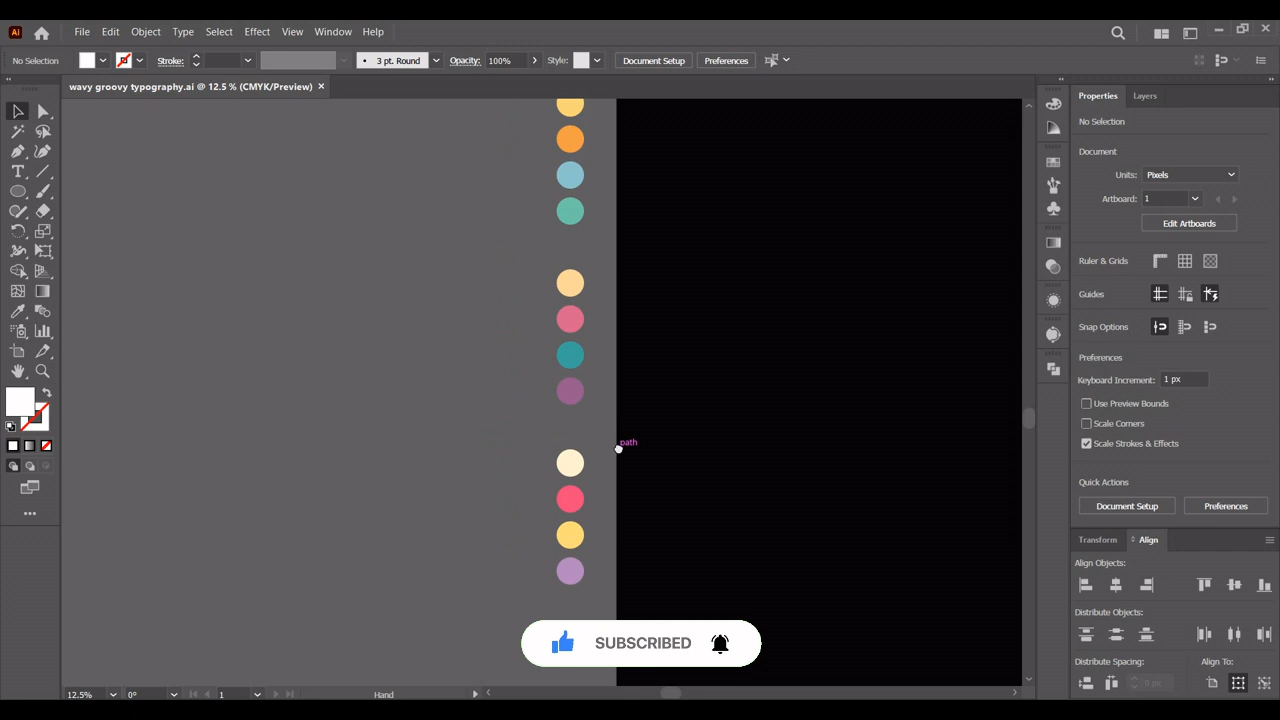 Ai File Edit Object Type Select Effect View Window Help
No Selection Stroke: 3 pt. Round Opacity: 100% Style: Document Setup Preferences
wavy groovy typography.ai @ 12.5 % (CMYK/Preview) ×
Properties Layers
No Selection
Document
Units: Pixels
Artboard: 1
Edit Artboards
Ruler & Grids
Guides
Snap Options
Preferences
Keyboard Increment: 1 px
Use Preview Bounds
Scale Corners
Scale Strokes & Effects
Quick Actions
Document Setup Preferences
Transform Align
Align Objects:
Distribute Objects:
Distribute Spacing: Align To:
0 px
path
SUBSCRIBED
12.5% 0° 1 Hand